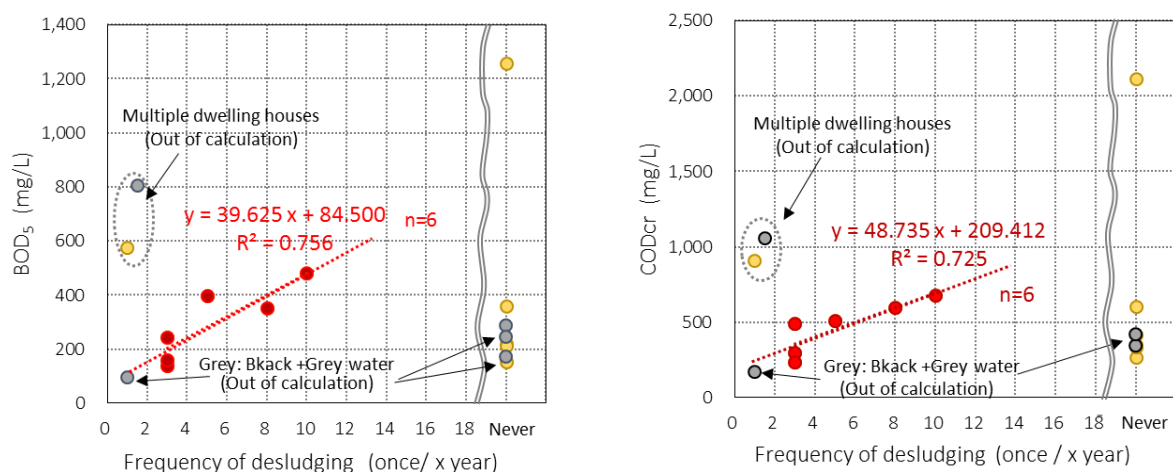 1,400
1,200
1,000
800
600
400
200
0
BOD5 (mg/L)
Multiple dwelling houses
(Out of calculation)
y = 39.625 x + 84.500
n=6
R² = 0.756
Grey: Bkack +Grey water
(Out of calculation)
0 2 4 6 8 10 12 14 16 18 Never
Frequency of desludging (once/ x year)
2,500
2,000
1,500
1,000
500
0
CODcr (mg/L)
Multiple dwelling houses
(Out of calculation)
y = 48.735 x + 209.412
R² = 0.725
n=6
Grey: Bkack +Grey water
(Out of calculation)
0 2 4 6 8 10 12 14 16 18 Never
Frequency of desludging (once/ x year)